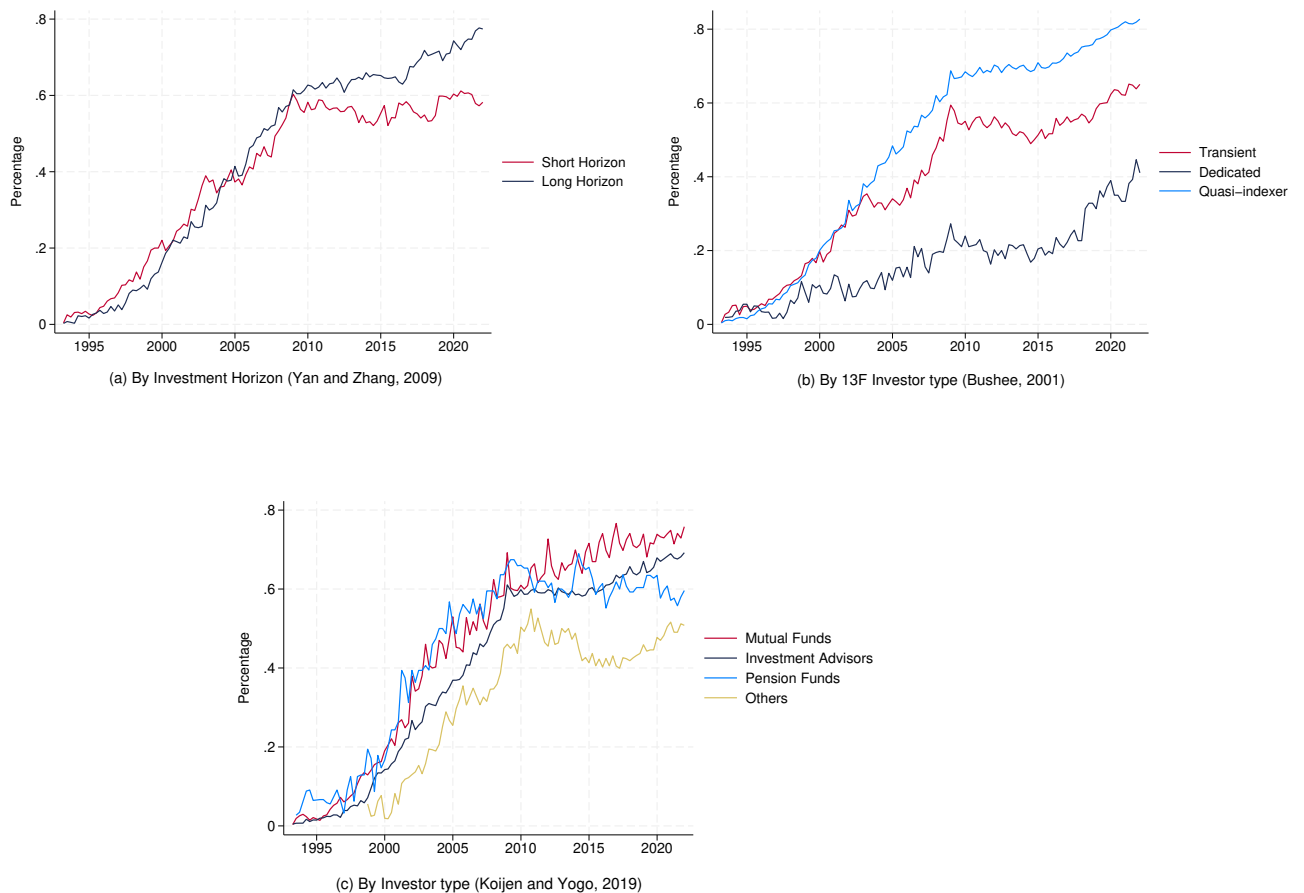 Percentage
.8
.6
.4
.2
0
1995 2000 2005 2010 2015 2020
Short Horizon
Long Horizon
(a) By Investment Horizon (Yan and Zhang, 2009)
Percentage
.8
.6
.4
.2
0
1995 2000 2005 2010 2015 2020
Transient
Dedicated
Quasi−indexer
(b) By 13F Investor type (Bushee, 2001)
Percentage
.8
.6
.4
.2
0
1995 2000 2005 2010 2015 2020
Mutual Funds
Investment Advisors
Pension Funds
Others
(c) By Investor type (Koijen and Yogo, 2019)